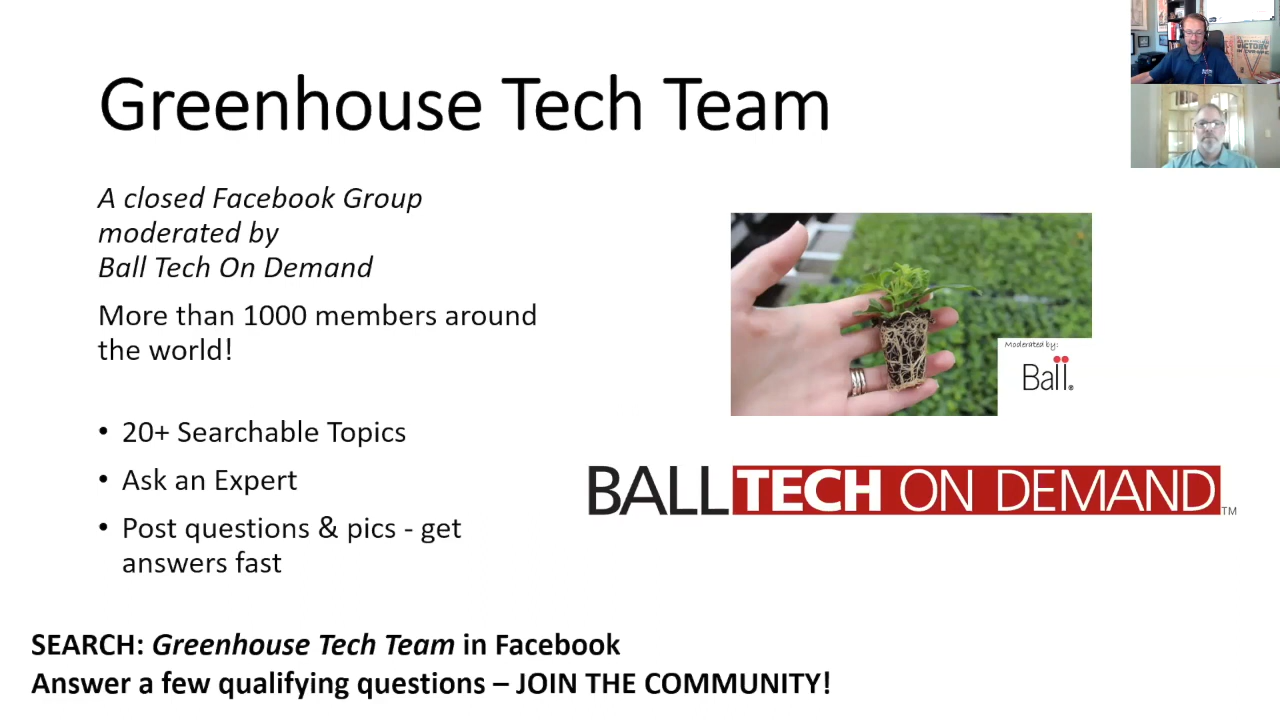 Greenhouse Tech Team
A closed Facebook Group
moderated by
Ball Tech On Demand
More than 1000 members around
the world!
• 20+ Searchable Topics
• Ask an Expert
• Post questions & pics - get
answers fast
Moderated by:
Ball®
BALL TECH ON DEMAND™
SEARCH: Greenhouse Tech Team in Facebook
Answer a few qualifying questions – JOIN THE COMMUNITY!
VICTORY